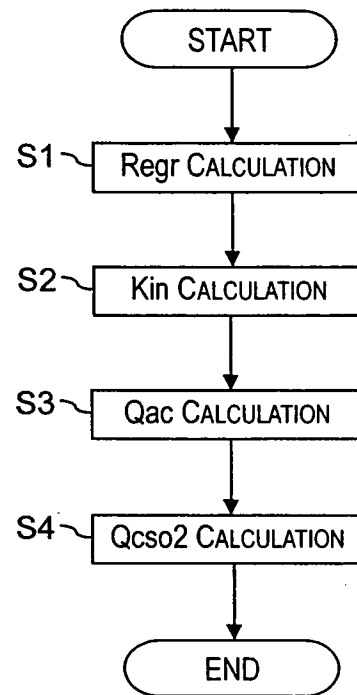 START
S1 Regr CALCULATION
S2 Kin CALCULATION
S3 Qac CALCULATION
S4 Qcso2 CALCULATION
END